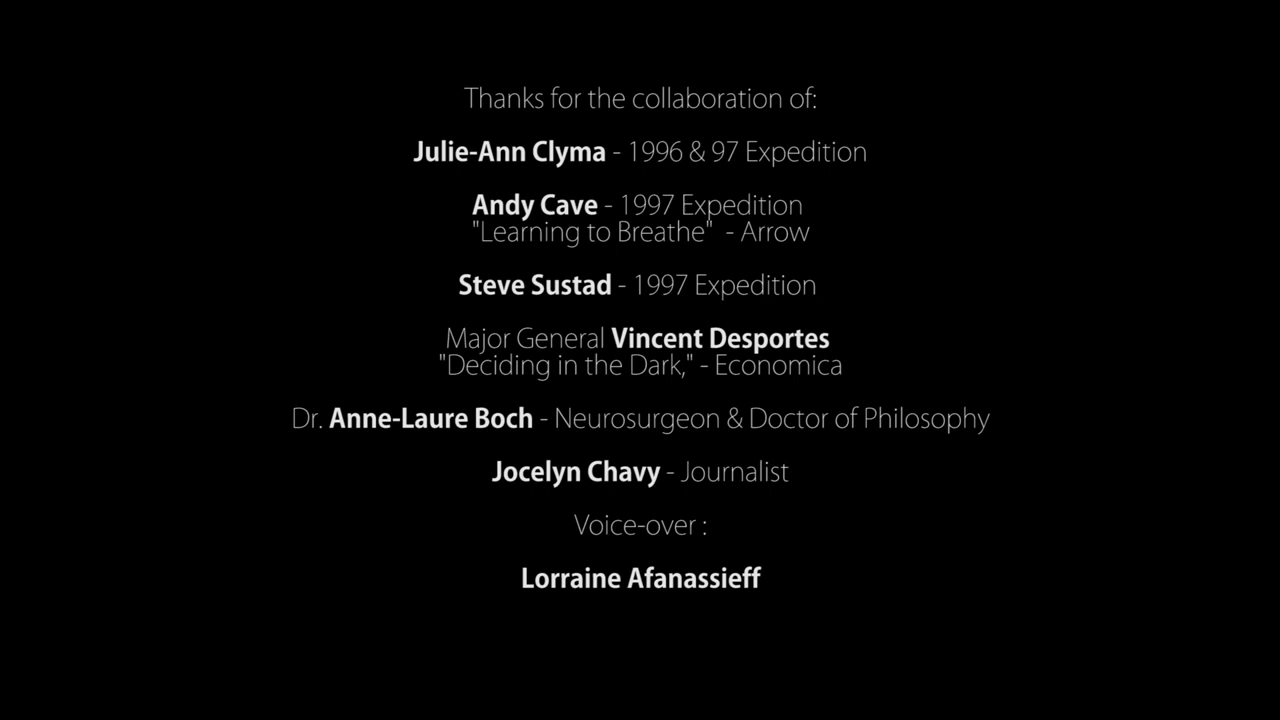 Thanks for the collaboration of:
Julie-Ann Clyma - 1996 & 97 Expedition
Andy Cave - 1997 Expedition
"Learning to Breathe" - Arrow
Steve Sustad - 1997 Expedition
Major General Vincent Desportes
"Deciding in the Dark," - Economica
Dr. Anne-Laure Boch - Neurosurgeon & Doctor of Philosophy
Jocelyn Chavy - Journalist
Voice-over :
Lorraine Afanassieff